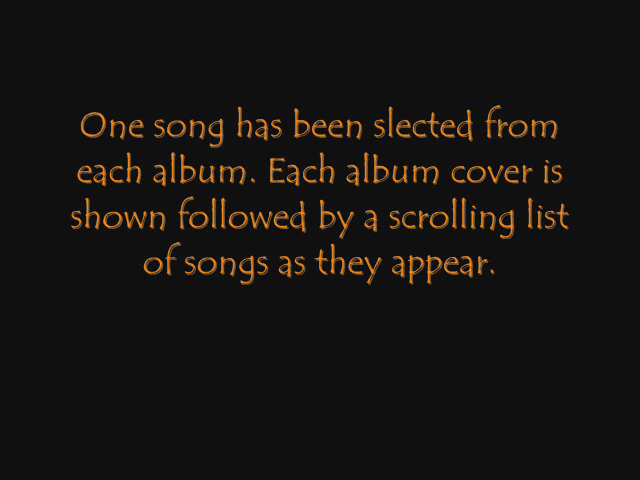 One song has been slected from
each album. Each album cover is
shown followed by a scrolling list
of songs as they appear.